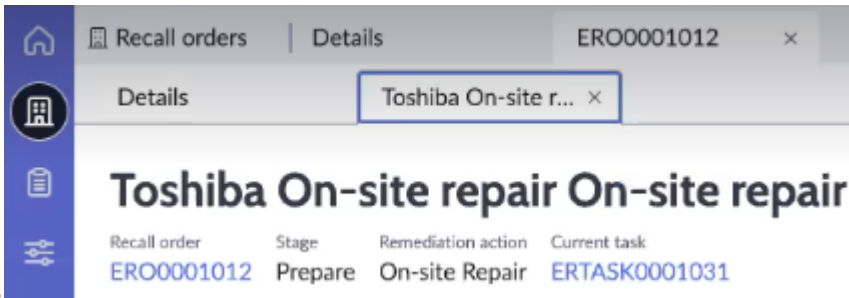 Recall orders Details ERO0001012 ×
Details Toshiba On-site r... ×
Toshiba On-site repair On-site repair
Recall order Stage Remediation action Current task
ERO0001012 Prepare On-site Repair ERTASK0001031